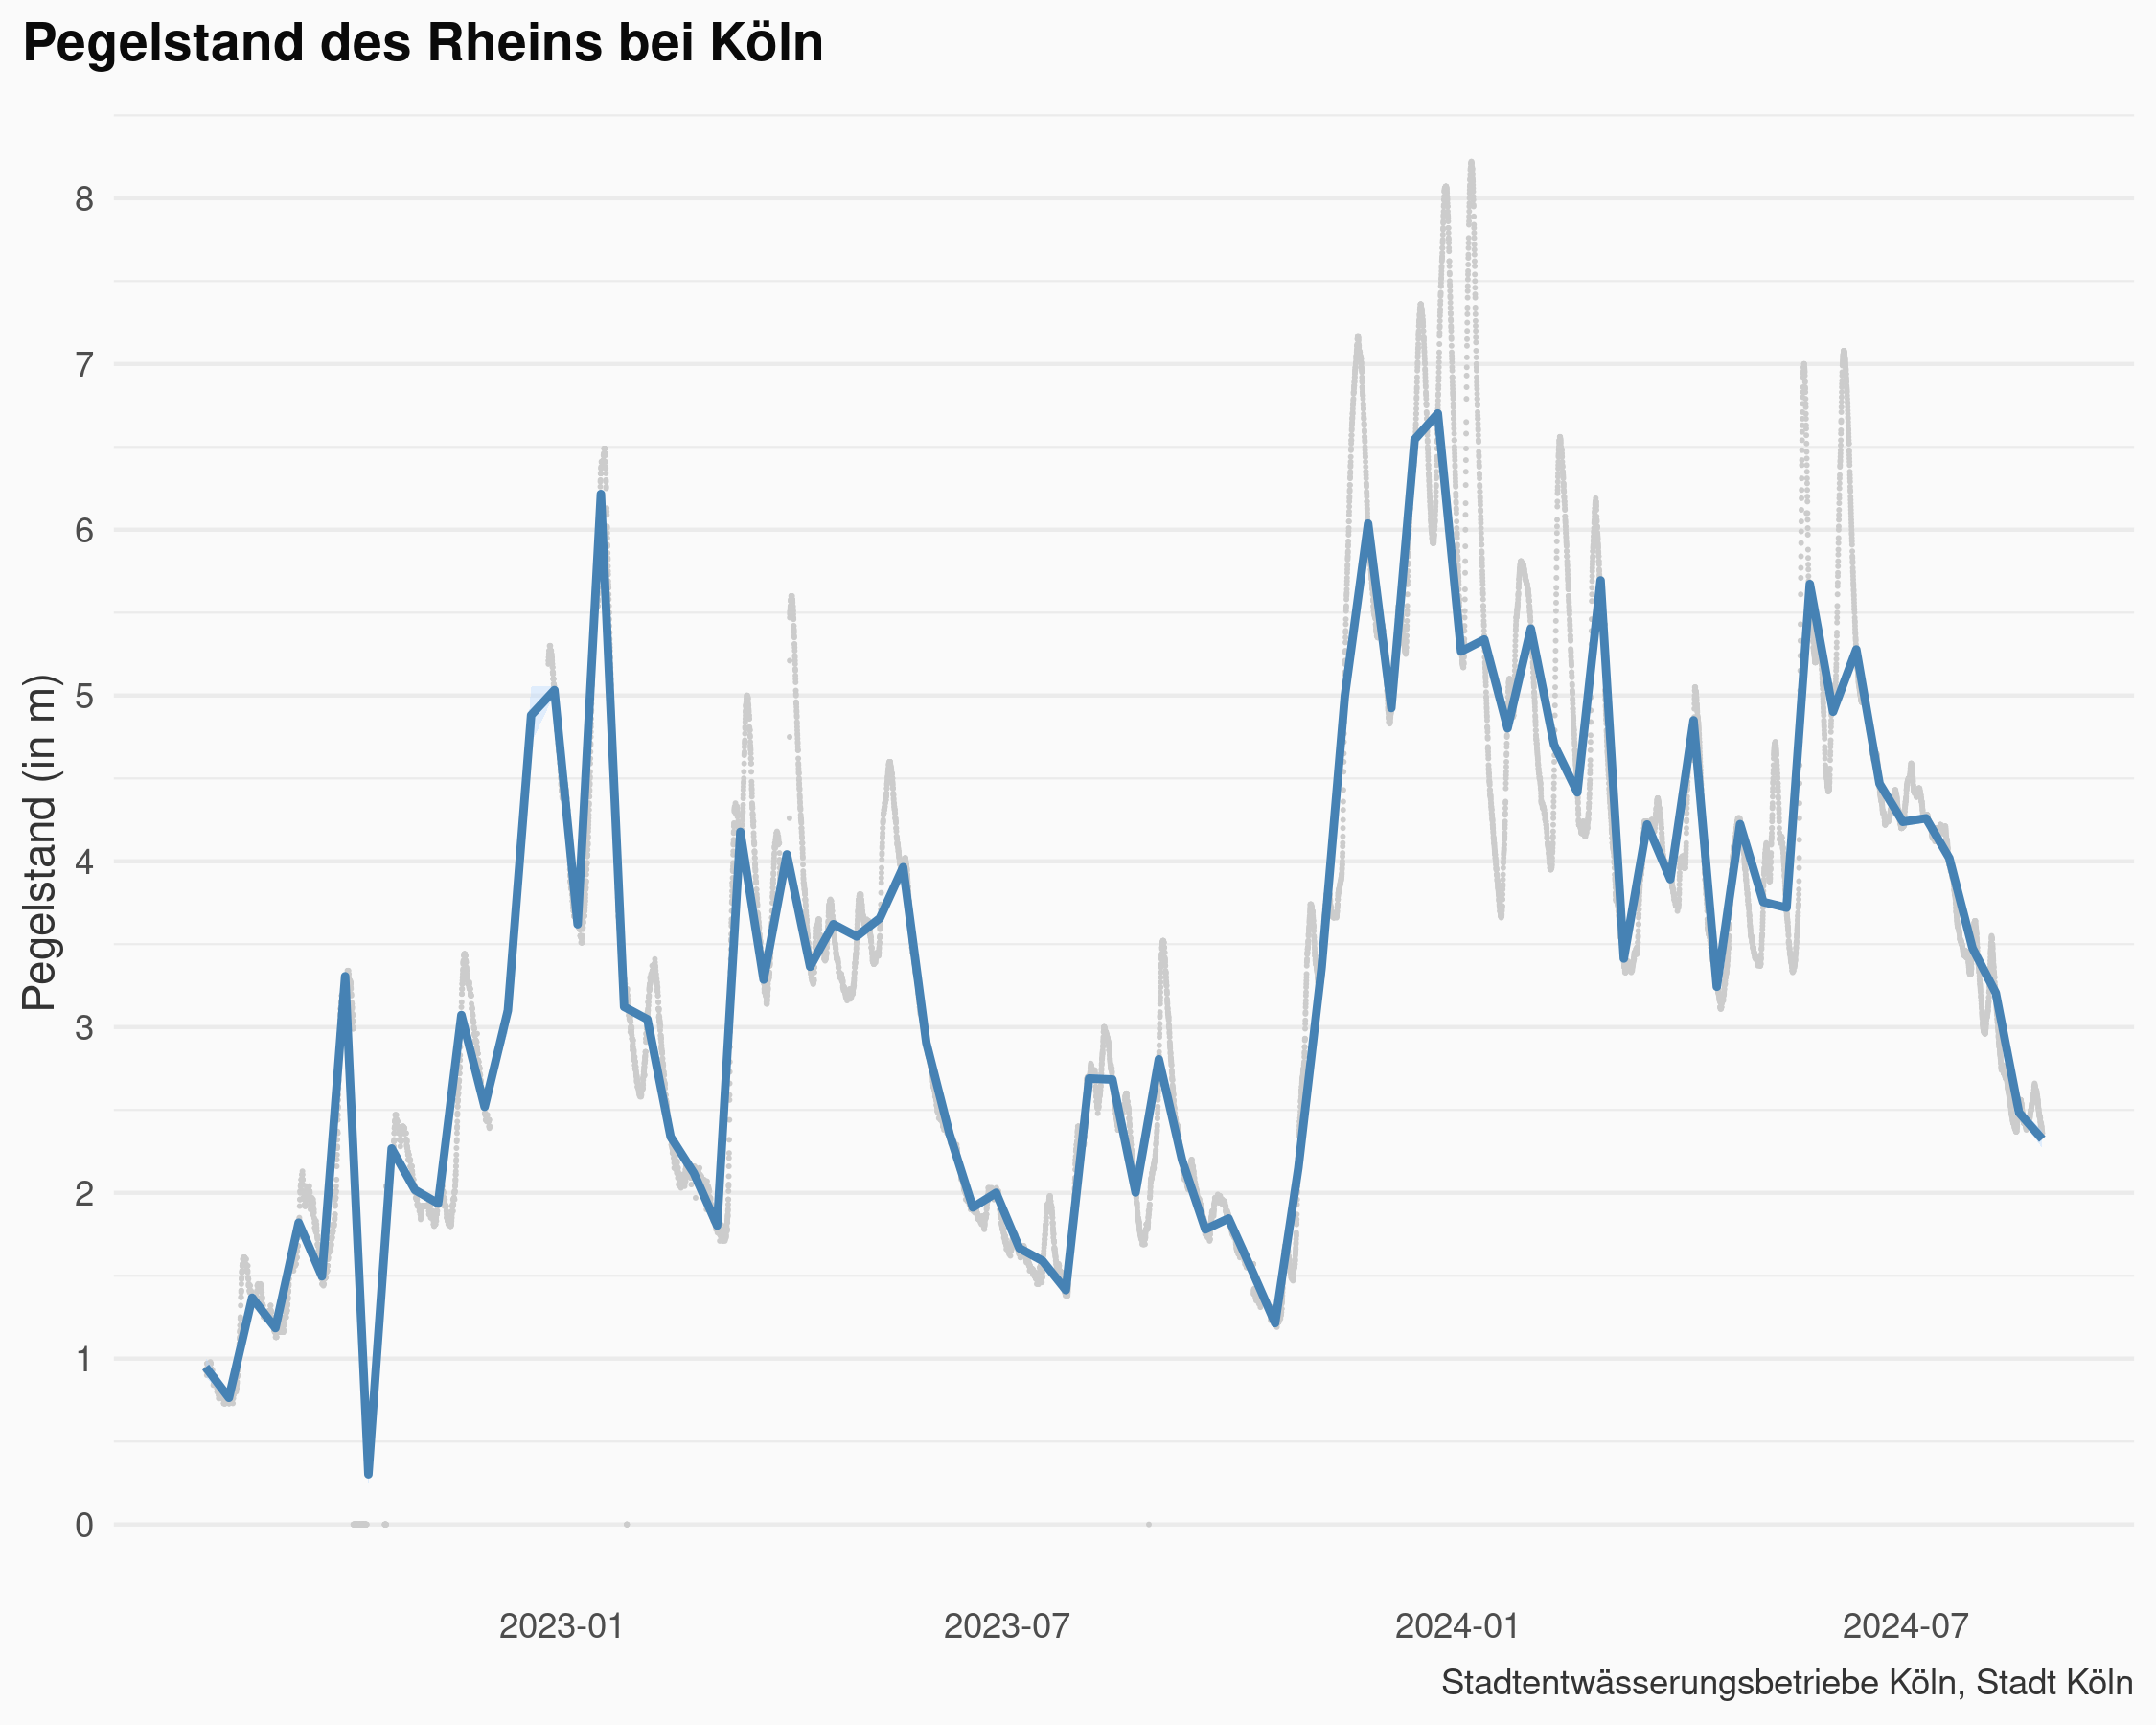 Pegelstand des Rheins bei Köln
Pegelstand (in m)
8
7
6
5
4
3
2
1
0
2023-01 2023-07 2024-01 2024-07
Stadtentwässerungsbetriebe Köln, Stadt Köln